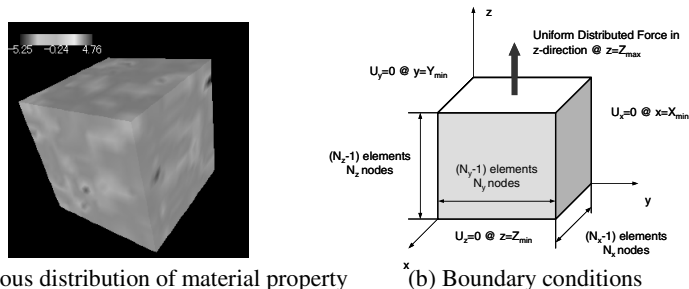 -5.25 -0.24 4.76
z
Uniform Distributed Force in
z-direction @ z=Zmax
Uy=0 @ y=Ymin
Ux=0 @ x=Xmin
(Nz-1) elements
Nz nodes
(Ny-1) elements
Ny nodes
y
Uz=0 @ z=Zmin
(Nx-1) elements
Nx nodes
x
ous distribution of material property
(b) Boundary conditions